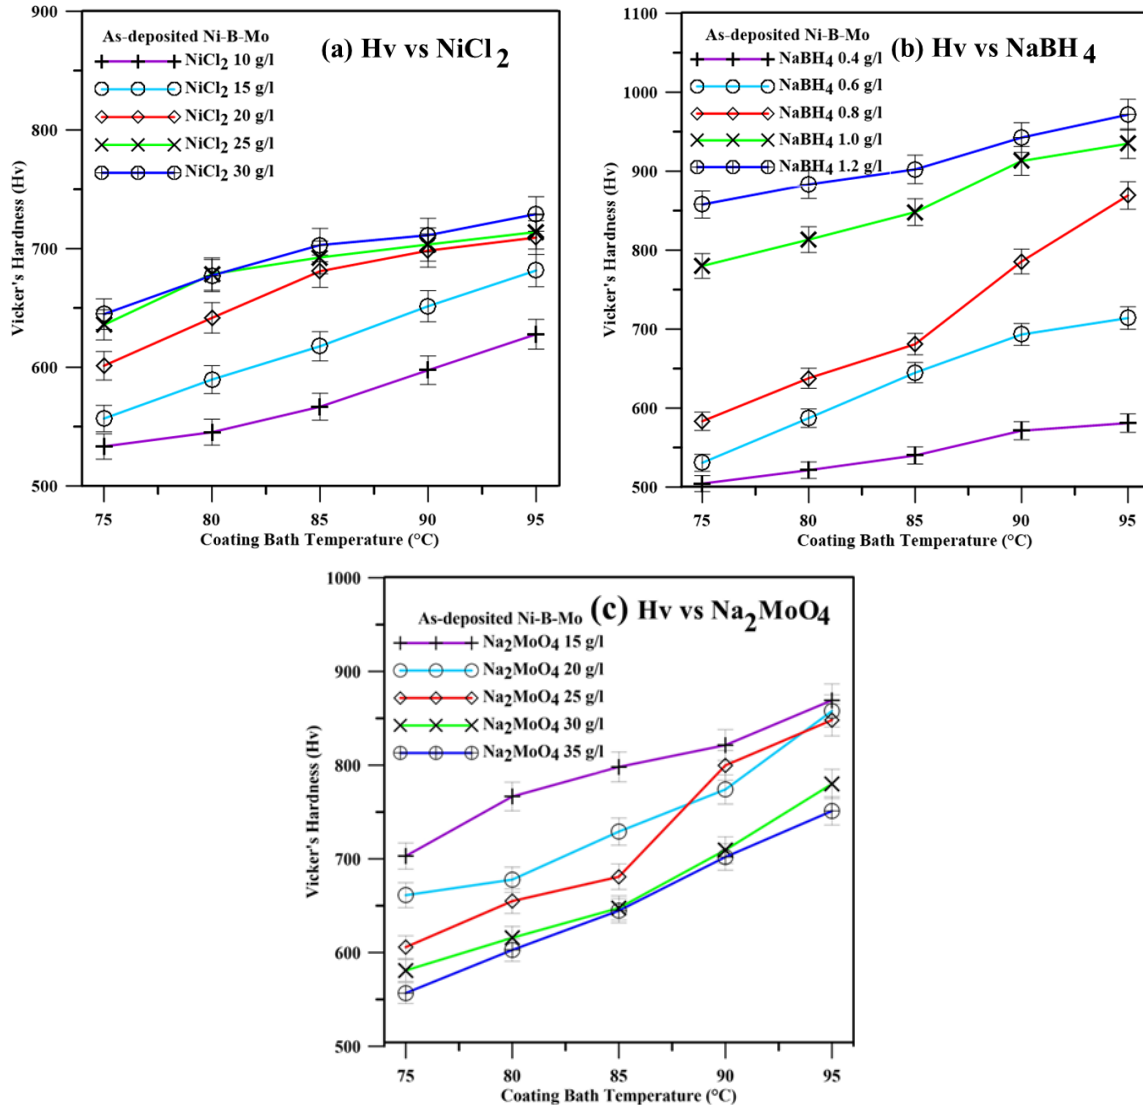 (a) Hv vs NiCl2
As-deposited Ni-B-Mo
NiCl2 10 g/l
NiCl2 15 g/l
NiCl2 20 g/l
NiCl2 25 g/l
NiCl2 30 g/l
Vicker's Hardness (Hv)
900
800
700
600
500
75 80 85 90 95
Coating Bath Temperature (°C)
(b) Hv vs NaBH4
As-deposited Ni-B-Mo
NaBH4 0.4 g/l
NaBH4 0.6 g/l
NaBH4 0.8 g/l
NaBH4 1.0 g/l
NaBH4 1.2 g/l
Vicker's Hardness (Hv)
1100
1000
900
800
700
600
500
75 80 85 90 95
Coating Bath Temperature (°C)
(c) Hv vs Na2MoO4
As-deposited Ni-B-Mo
Na2MoO4 15 g/l
Na2MoO4 20 g/l
Na2MoO4 25 g/l
Na2MoO4 30 g/l
Na2MoO4 35 g/l
Vicker's Hardness (Hv)
1000
900
800
700
600
500
75 80 85 90 95
Coating Bath Temperature (°C)